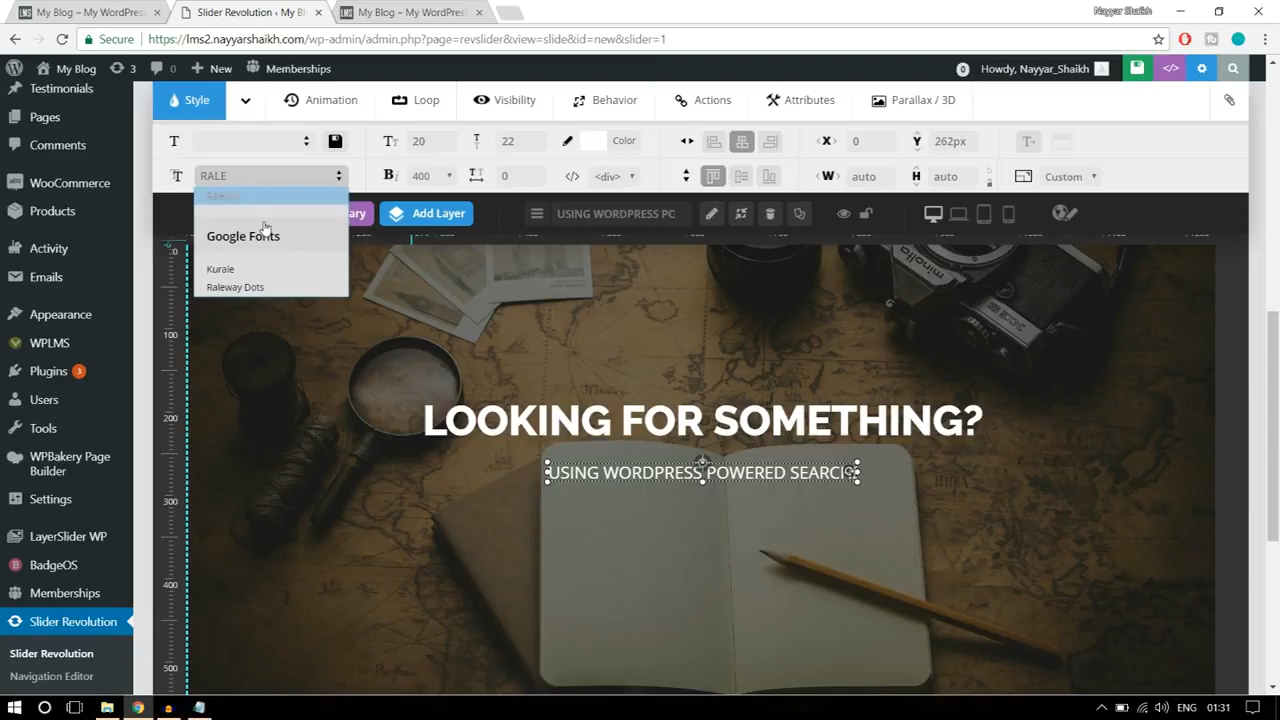 My Blog – My WordPress
Slider Revolution ‹ My Bl
My Blog – My WordPress
Nayyar Shaikh
Secure
https://lms2.nayyarshaikh.com/wp-admin/admin.php?page=revslider&view=slide&id=new&slider=1
My Blog
3
New
Memberships
0
Howdy, Nayyar_Shaikh
Testimonials
Pages
Comments
WooCommerce
Products
Activity
Emails
Appearance
WPLMS
Plugins 3
Users
Tools
WPBakery Page
Builder
Settings
LayerSlider WP
BadgeOS
Memberships
Slider Revolution
Slider Revolution
Navigation Editor
Style
Animation
Loop
Visibility
Behavior
Actions
Attributes
Parallax / 3D
20
22
Color
0
262px
RALE
400
0
<div>
auto
auto
Custom
Raleway
Google Fonts
Kurale
Raleway Dots
ary
Add Layer
USING WORDPRESS PC
0
100
200
300
400
500
LOOKING FOR SOMETHING?
USING WORDPRESS POWERED SEARCH
ENG
01:31